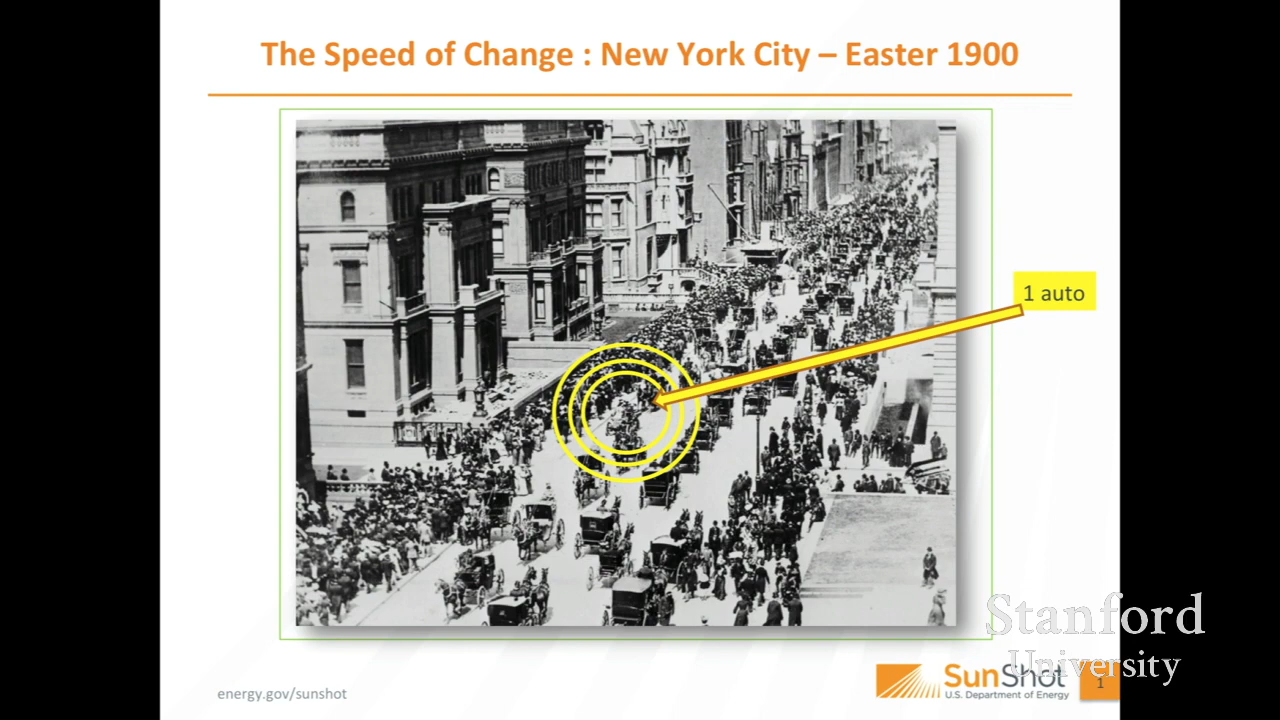 The Speed of Change : New York City – Easter 1900
1 auto
Stanford
University
energy.gov/sunshot
SunShot
U.S. Department of Energy
1